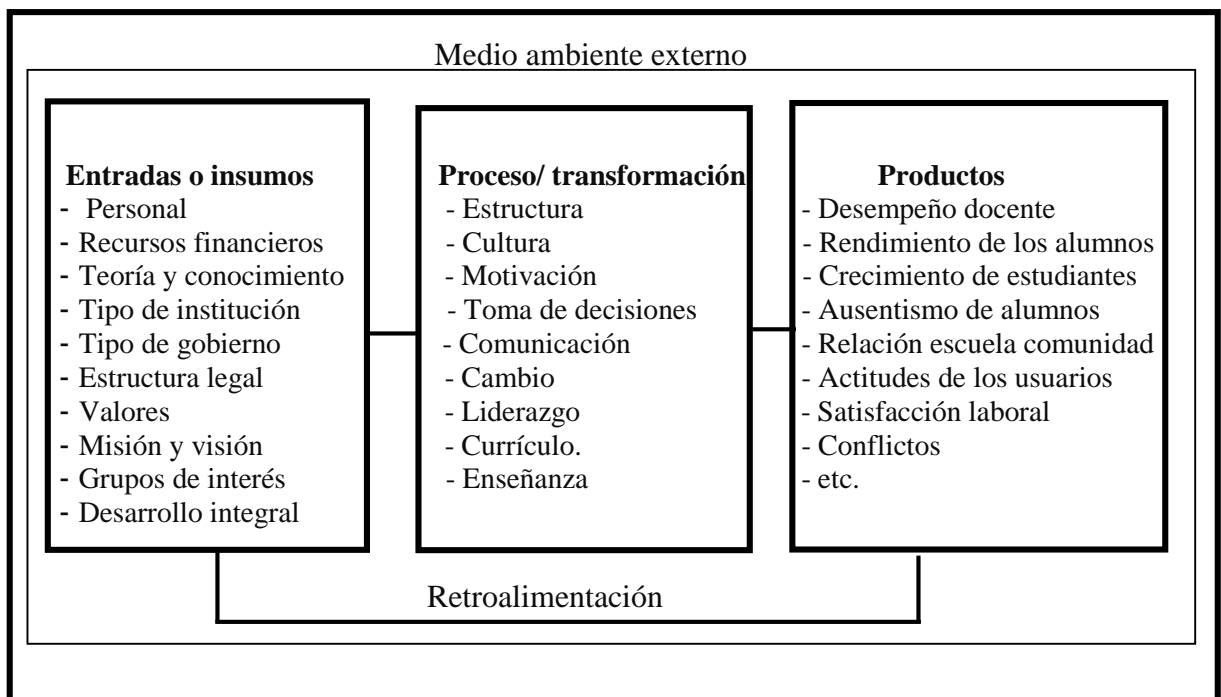 Medio ambiente externo
Entradas o insumos
- Personal
- Recursos financieros
- Teoría y conocimiento
- Tipo de institución
- Tipo de gobierno
- Estructura legal
- Valores
- Misión y visión
- Grupos de interés
- Desarrollo integral
Proceso/ transformación
- Estructura
- Cultura
- Motivación
- Toma de decisiones
- Comunicación
- Cambio
- Liderazgo
- Currículo.
- Enseñanza
Productos
- Desempeño docente
- Rendimiento de los alumnos
- Crecimiento de estudiantes
- Ausentismo de alumnos
- Relación escuela comunidad
- Actitudes de los usuarios
- Satisfacción laboral
- Conflictos
- etc.
Retroalimentación